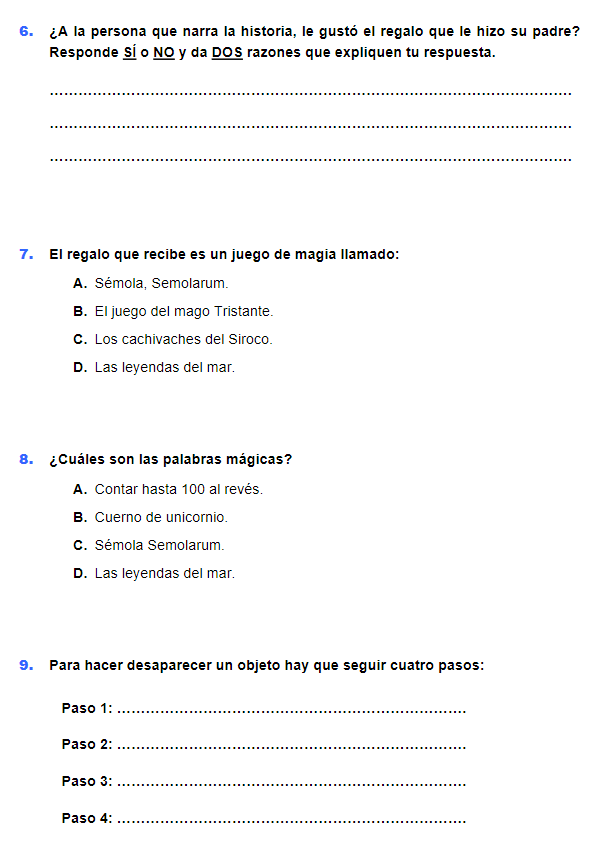 6. ¿A la persona que narra la historia, le gustó el regalo que le hizo su padre?
Responde SÍ o NO y da DOS razones que expliquen tu respuesta.
……………………………………………………………………………………………
……………………………………………………………………………………………
……………………………………………………………………………………………
7. El regalo que recibe es un juego de magia llamado:
A. Sémola, Semolarum.
B. El juego del mago Tristante.
C. Los cachivaches del Siroco.
D. Las leyendas del mar.
8. ¿Cuáles son las palabras mágicas?
A. Contar hasta 100 al revés.
B. Cuerno de unicornio.
C. Sémola Semolarum.
D. Las leyendas del mar.
9. Para hacer desaparecer un objeto hay que seguir cuatro pasos:
Paso 1: ………………………………………………………………
Paso 2: ………………………………………………………………
Paso 3: ………………………………………………………………
Paso 4: ………………………………………………………………